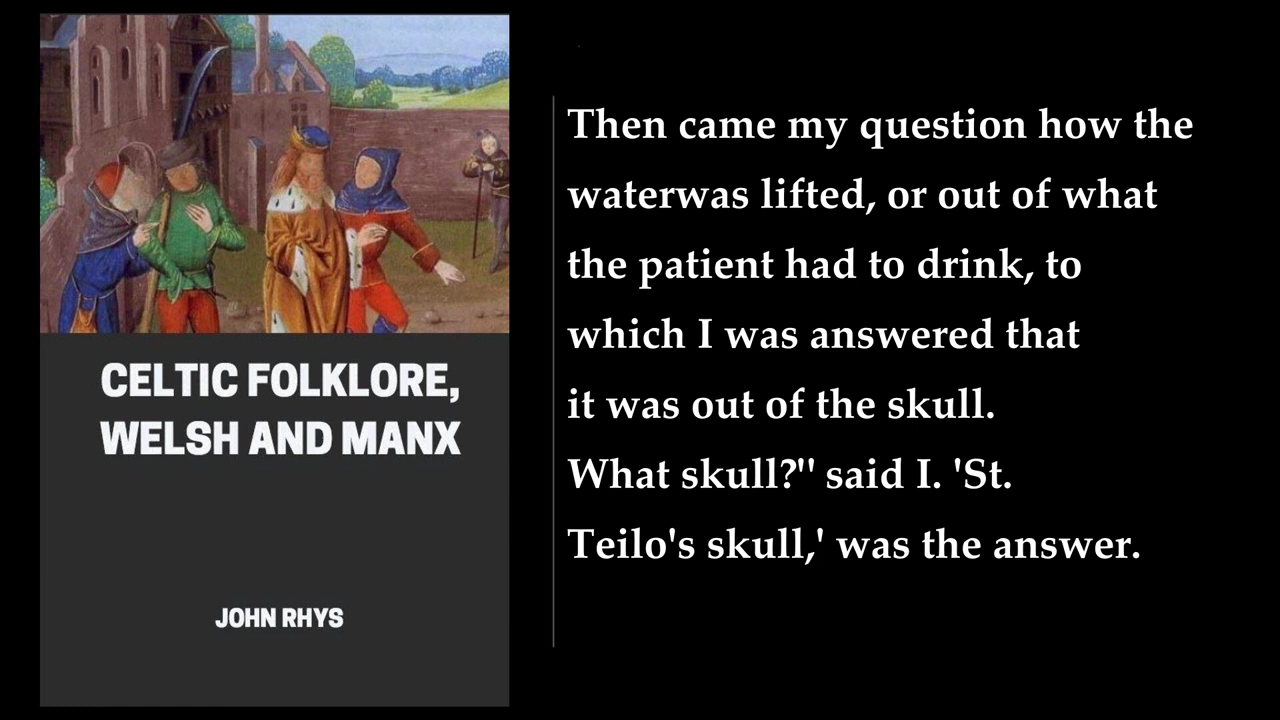 CELTIC FOLKLORE,
WELSH AND MANX
JOHN RHYS
Then came my question how the
waterwas lifted, or out of what
the patient had to drink, to
which I was answered that
it was out of the skull.
What skull?'' said I. 'St.
Teilo's skull,' was the answer.